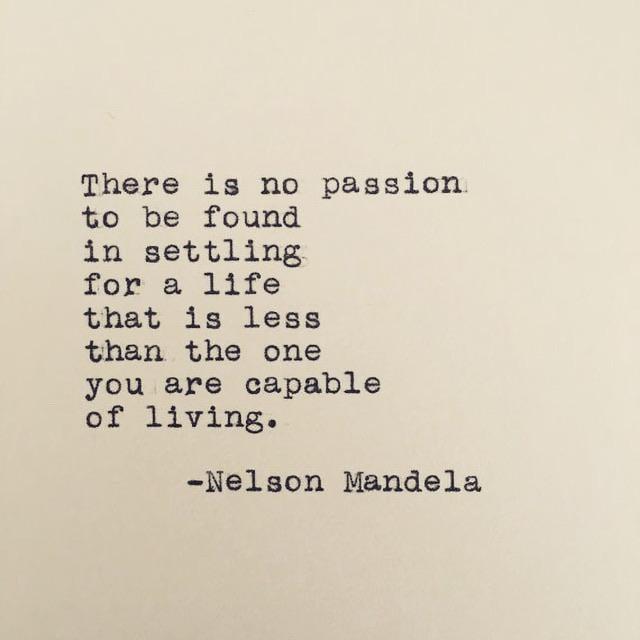 There is no passion
to be found
in settling
for a life
that is less
than the one
you are capable
of living.
-Nelson Mandela